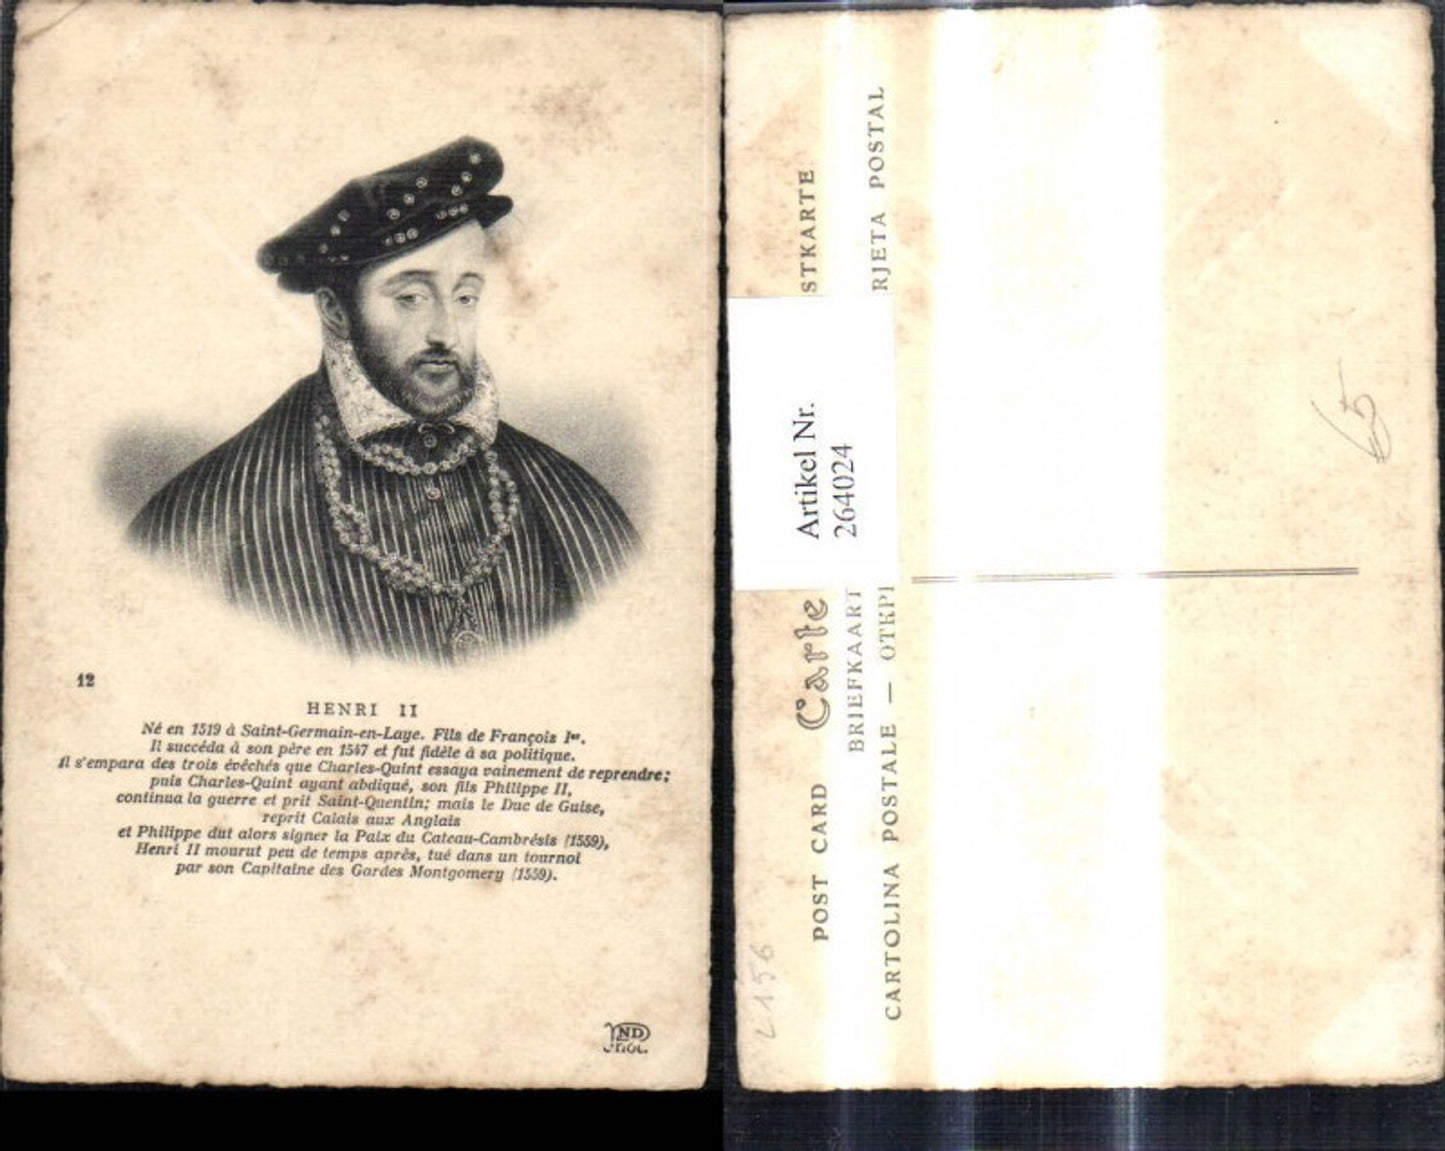 12
HENRI II
Né en 1519 à Saint-Germain-en-Laye. Fils de François Iᵉʳ.
Il succéda à son père en 1547 et fut fidèle à sa politique.
Il s'empara des trois évêchés que Charles-Quint essaya vainement de reprendre;
puis Charles-Quint ayant abdiqué, son fils Philippe II,
continua la guerre et prit Saint-Quentin; mais le Duc de Guise,
reprit Calais aux Anglais
et Philippe dut alors signer la Paix du Cateau-Cambrésis (1559),
Henri II mourut peu de temps après, tué dans un tournoi
par son Capitaine des Gardes Montgomery (1559).
ND
Phot.
L156
POST CARD Carte STKARTE
BRIEFKAART
CARTOLINA POSTALE — OTKPI RJETA POSTAL
Artikel Nr.
264024